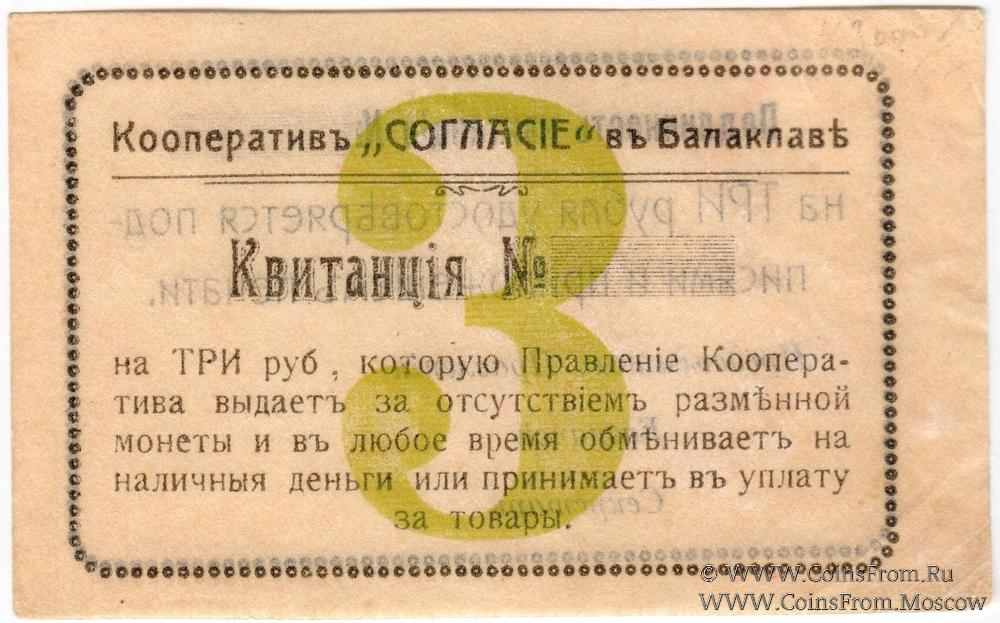 Кооперативъ „СОГЛАСІЕ“ въ Балаклавѣ
3
Квитанція №
на ТРИ руб, которую Правленіе Коопера-
тива выдаетъ за отсутствіемъ размѣнной
монеты и въ любое время обмѣниваетъ на
наличныя деньги или принимаетъ въ уплату
за товары.
© www.CoinsFrom.Ru
www.CoinsFrom.Moscow